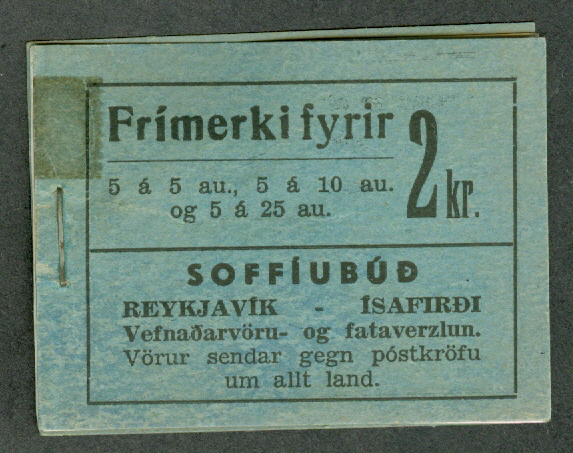 Frímerki fyrir
5 á 5 au., 5 á 10 au.
og 5 á 25 au.
2 kr.
SOFFÍUBÚÐ
REYKJAVÍK - ÍSAFIRÐI
Vefnaðarvöru- og fataverzlun.
Vörur sendar gegn póstkröfu
um allt land.